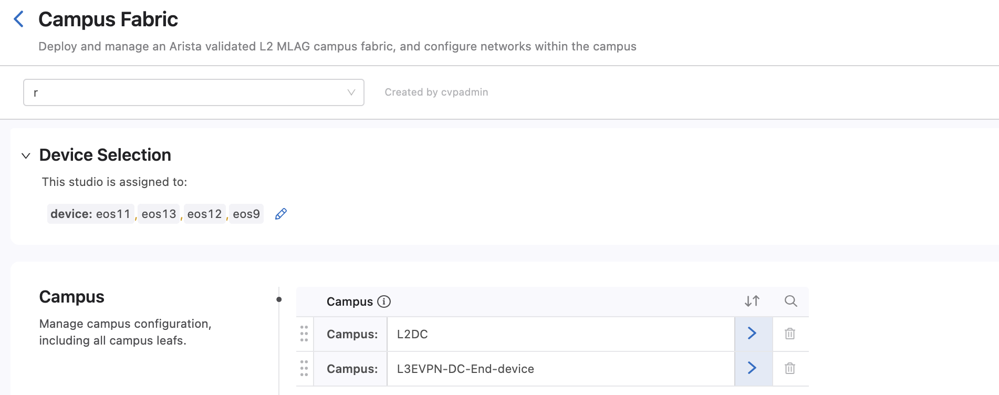 Campus Fabric
Deploy and manage an Arista validated L2 MLAG campus fabric, and configure networks within the campus
r
Created by cvpadmin
Device Selection
This studio is assigned to:
device: eos11, eos13, eos12, eos9
Campus
Manage campus configuration,
including all campus leafs.
Campus
Campus: L2DC
Campus: L3EVPN-DC-End-device